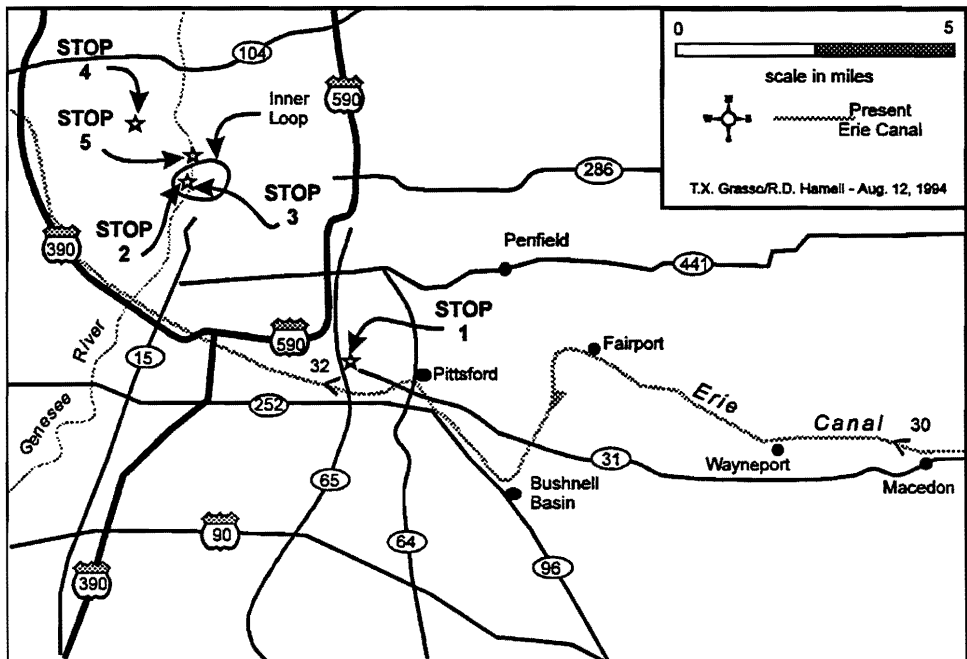 STOP
4
104
590
Inner
Loop
STOP
5
STOP
2
STOP
3
390
0 5
scale in miles
N
W E
S
Present
Erie Canal
T.X. Grasso/R.D. Hamell - Aug. 12, 1994
286
Penfield
441
STOP
1
590
River
Genesee
15
32
Pittsford
Fairport
Erie
Canal
30
252
31
Wayneport
Macedon
65
Bushnell
Basin
90
64
96
390